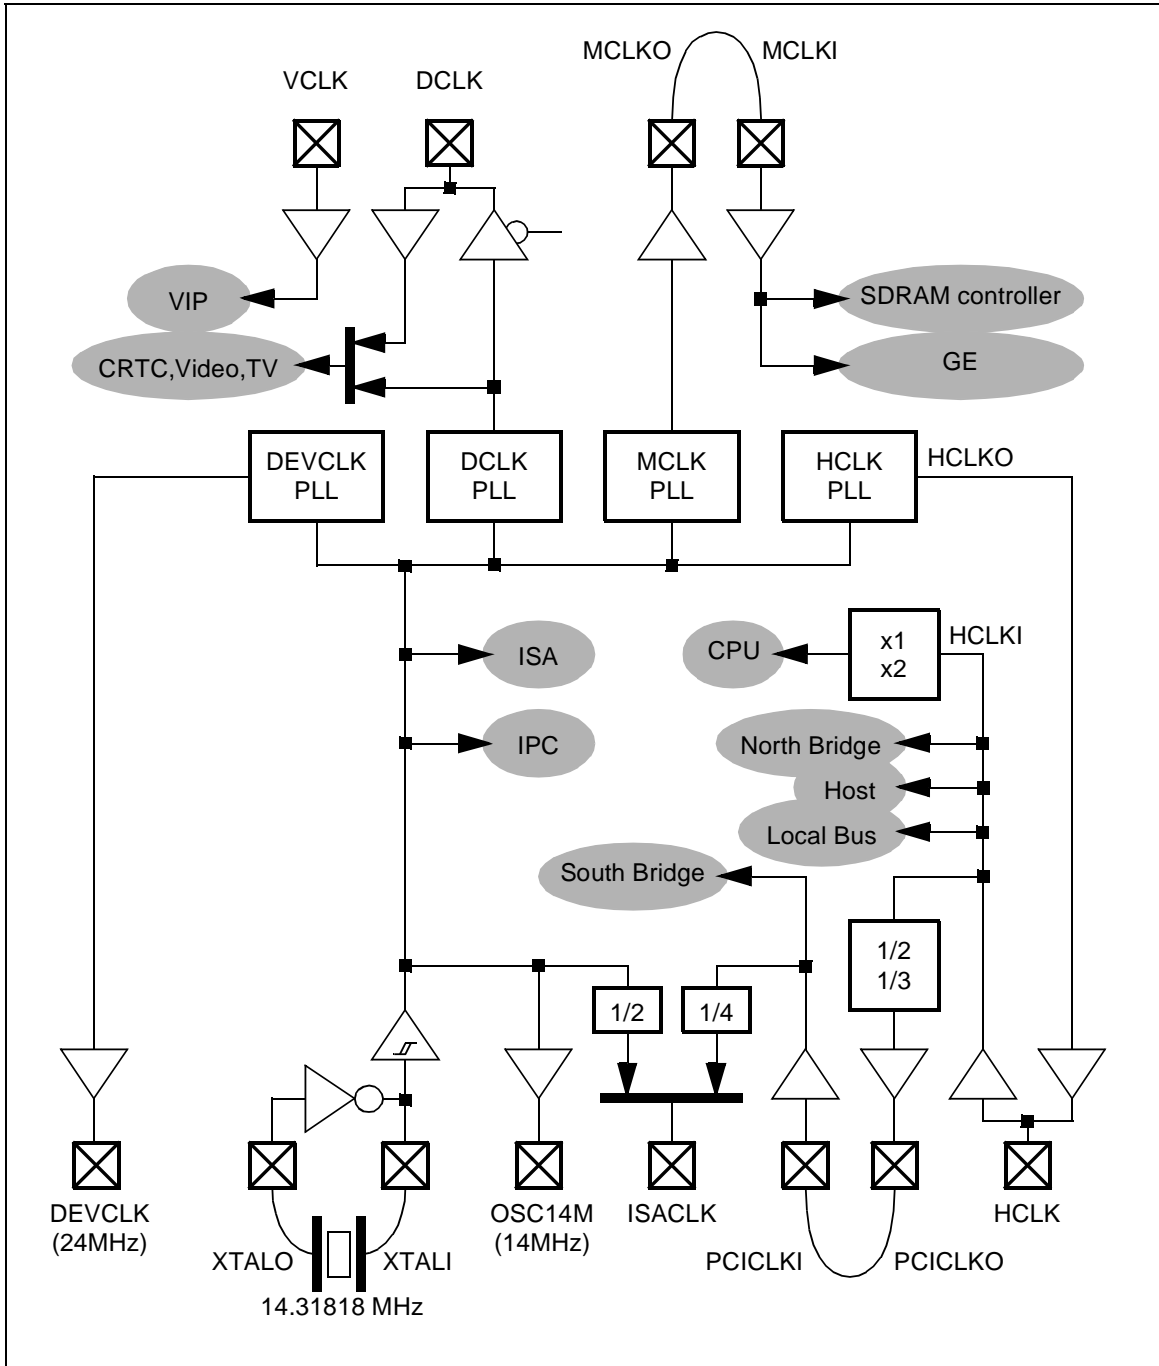 MCLKO
MCLKI
VCLK
DCLK
VIP
SDRAM controller
CRTC,Video,TV
GE
DEVCLK
PLL
DCLK
PLL
MCLK
PLL
HCLK
PLL
HCLKO
ISA
CPU
x1
x2
HCLKI
IPC
North Bridge
Host
Local Bus
South Bridge
1/2
1/3
1/2
1/4
DEVCLK
(24MHz)
OSC14M
(14MHz)
ISACLK
HCLK
XTALO
XTALI
PCICLKI
PCICLKO
14.31818 MHz